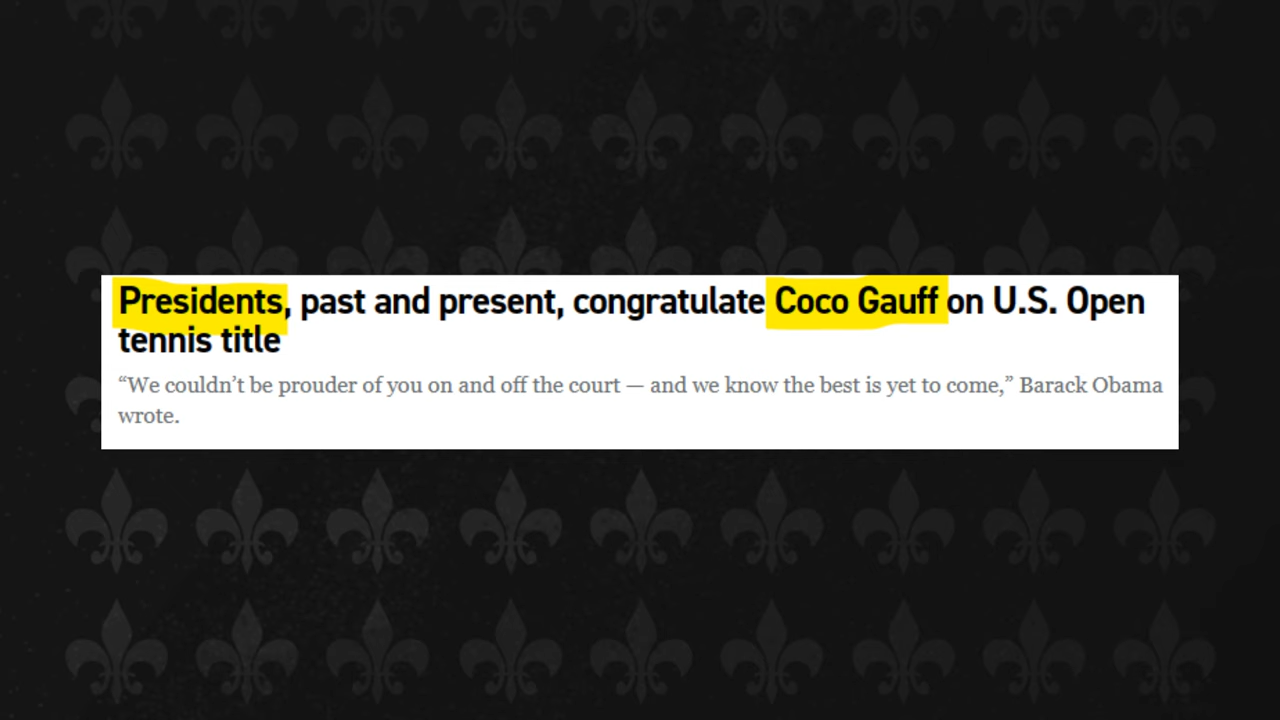 Presidents, past and present, congratulate Coco Gauff on U.S. Open
tennis title
“We couldn’t be prouder of you on and off the court — and we know the best is yet to come,” Barack Obama
wrote.